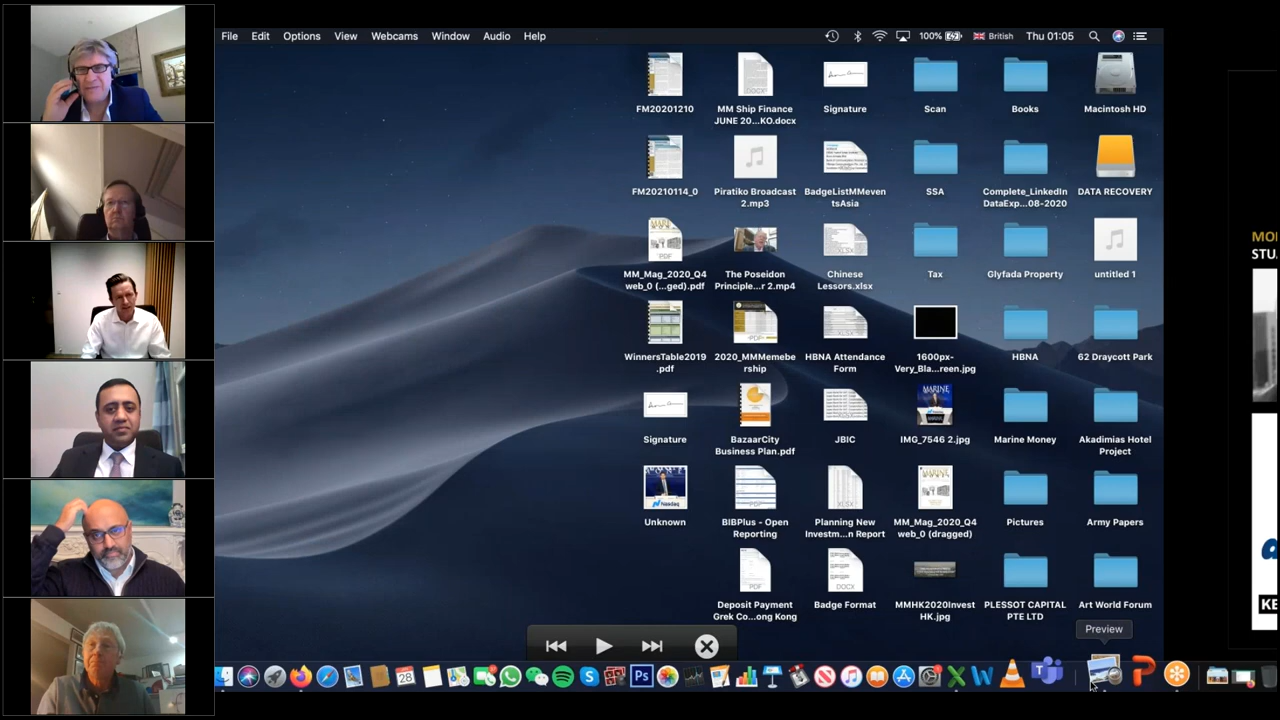 File Edit Options View Webcams Window Audio Help
100% British Thu 01:05
FM20201210
MM Ship Finance
JUNE 20...KO.docx
Signature
Scan
Books
Macintosh HD
FM20210114_0
Piratiko Broadcast
2.mp3
BadgeListMMeven
tsAsia
SSA
Complete_LinkedIn
DataExp...08-2020
DATA RECOVERY
MM_Mag_2020_Q4
web_0 (...ged).pdf
The Poseidon
Principle...r 2.mp4
Chinese
Lessors.xlsx
Tax
Glyfada Property
untitled 1
WinnersTable2019
.pdf
2020_MMMemebe
rship
HBNA Attendance
Form
1600px-
Very_Bla...reen.jpg
HBNA
62 Draycott Park
Signature
BazaarCity
Business Plan.pdf
JBIC
IMG_7546 2.jpg
Marine Money
Akadimias Hotel
Project
Unknown
BIBPlus - Open
Reporting
Planning New
Investm...n Report
MM_Mag_2020_Q4
web_0 (dragged)
Pictures
Army Papers
Deposit Payment
Grek Co...ong Kong
Badge Format
MMHK2020Invest
HK.jpg
PLESSOT CAPITAL
PTE LTD
Art World Forum
Preview
MO
STU
KE